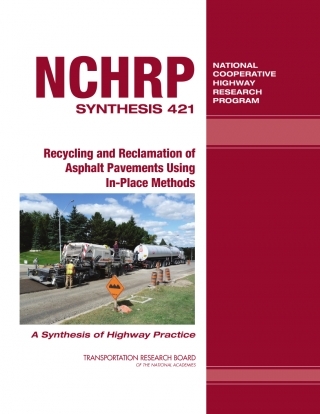 NCHRP
SYNTHESIS 421
NATIONAL
COOPERATIVE
HIGHWAY
RESEARCH
PROGRAM
Recycling and Reclamation of
Asphalt Pavements Using
In-Place Methods
A Synthesis of Highway Practice
TRANSPORTATION RESEARCH BOARD
OF THE NATIONAL ACADEMIES